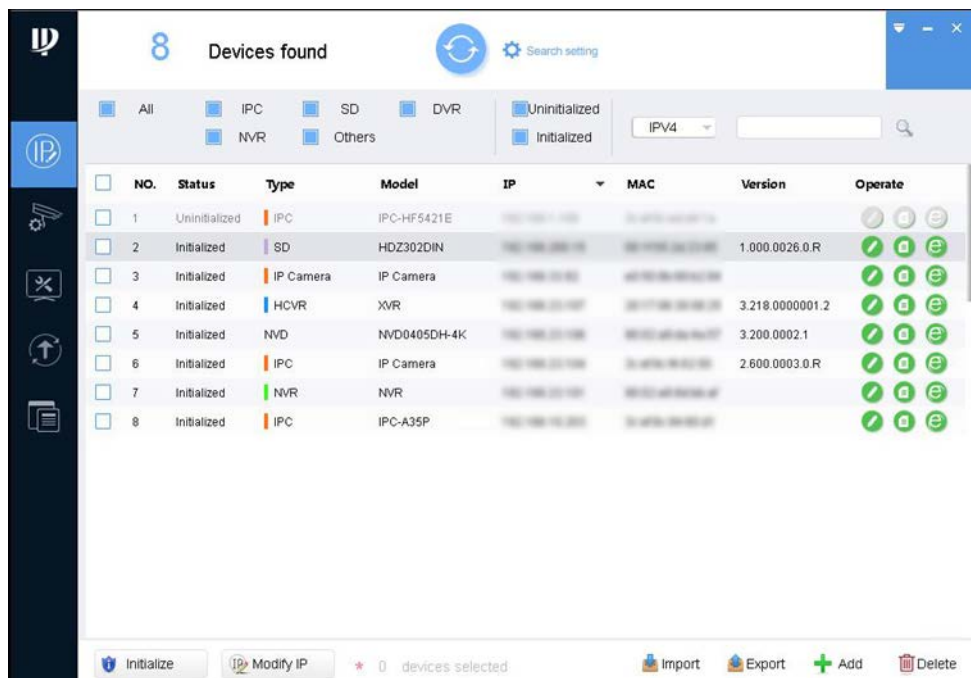 8 Devices found Search setting
All IPC SD DVR Uninitialized
NVR Others Initialized IPV4
NO. Status Type Model IP MAC Version Operate
1 Uninitialized IPC IPC-HF5421E
2 Initialized SD HDZ302DIN 1.000.0026.0.R
3 Initialized IP Camera IP Camera
4 Initialized HCVR XVR 3.218.0000001.2
5 Initialized NVD NVD0405DH-4K 3.200.0002.1
6 Initialized IPC IP Camera 2.600.0003.0.R
7 Initialized NVR NVR
8 Initialized IPC IPC-A35P
Initialize Modify IP * 0 devices selected Import Export Add Delete